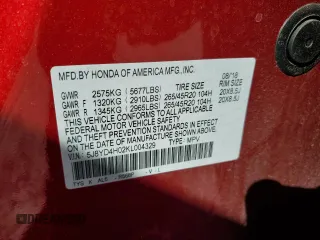 MFD.BY HONDA OF AMERICA MFG.,INC.
08/18
GVWR 2575KG (5677LBS) TIRE SIZE RIM SIZE
GAWR F 1320KG (2910LBS) 265/45R20 104H 20X8.5J
GAWR R 1345KG (2965LBS) 265/45R20 104H 20X8.5J
THIS VEHICLE CONFORMS TO ALL APPLICABLE FEDERAL MOTOR VEHICLE
SAFETY, BUMPER, AND THEFT PREVENTION STANDARDS IN EFFECT ON THE
DATE OF MANUFACTURE SHOWN ABOVE.
V.I.N. 5J8YD4H02KL004329 TYPE: MPV